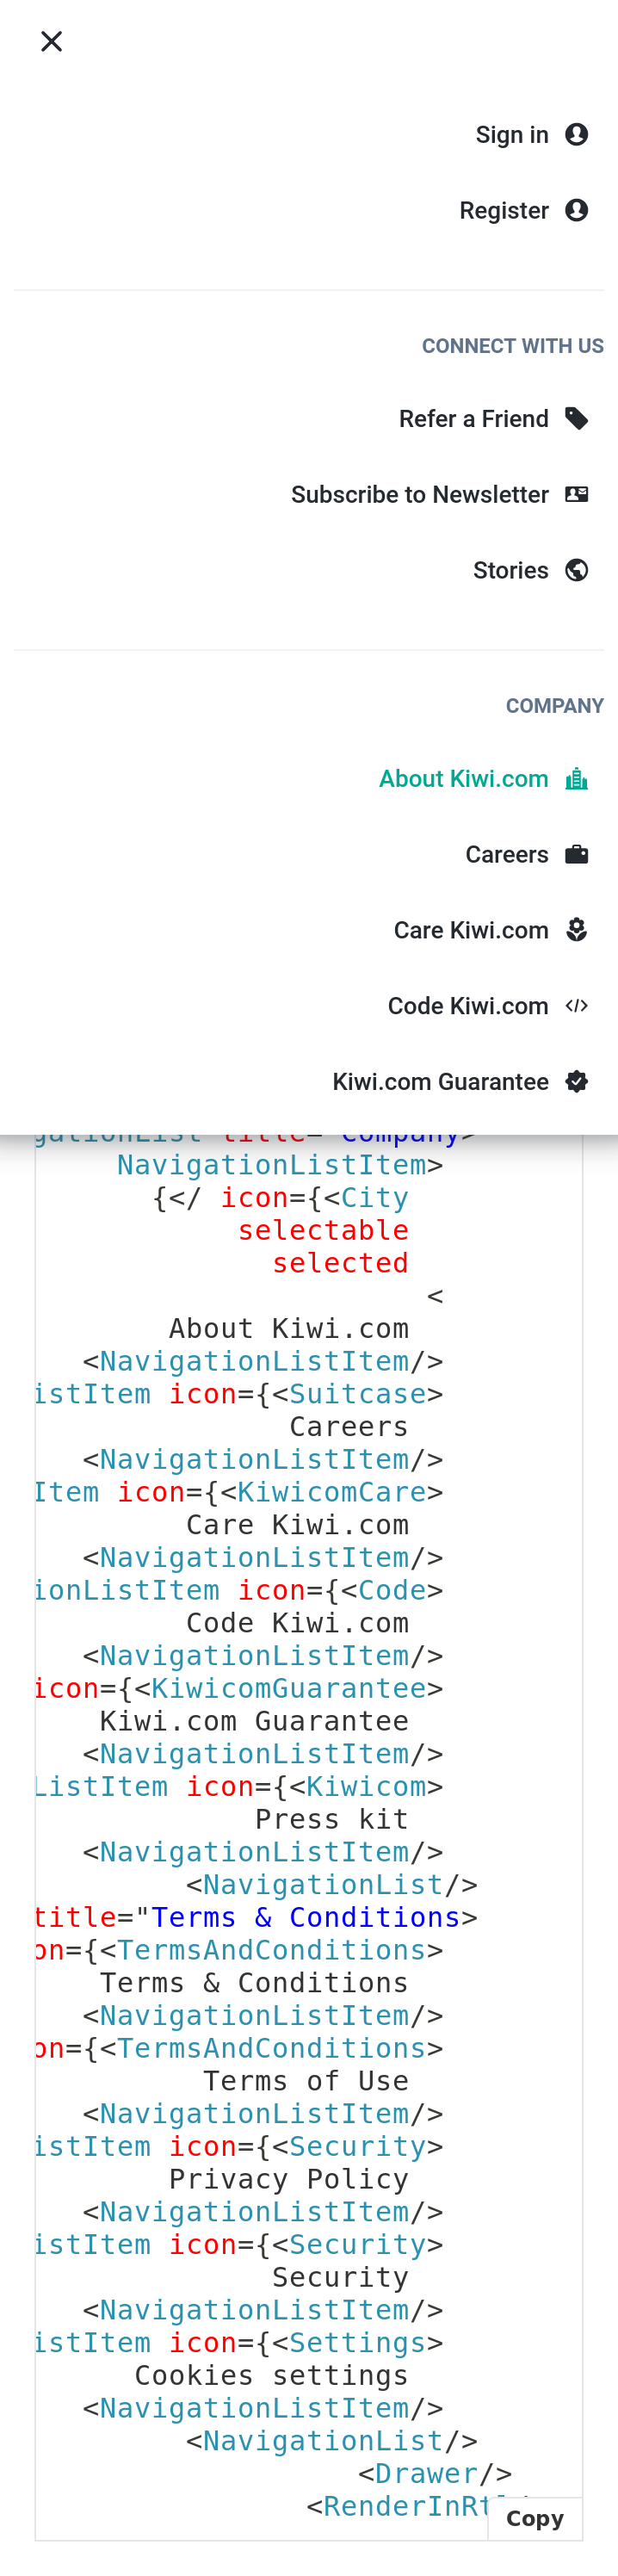 Sign in
Register
CONNECT WITH US
Refer a Friend
Subscribe to Newsletter
Stories
COMPANY
About Kiwi.com
Careers
Care Kiwi.com
Code Kiwi.com
Kiwi.com Guarantee
NavigationListItem>
{</ icon={<City
selectable
selected
<
About Kiwi.com
<NavigationListItem/>
istItem icon={<Suitcase>
Careers
<NavigationListItem/>
Item icon={<KiwicomCare>
Care Kiwi.com
<NavigationListItem/>
ionListItem icon={<Code>
Code Kiwi.com
<NavigationListItem/>
icon={<KiwicomGuarantee>
Kiwi.com Guarantee
<NavigationListItem/>
ListItem icon={<Kiwicom>
Press kit
<NavigationListItem/>
<NavigationList/>
title="Terms & Conditions>
on={<TermsAndConditions>
Terms & Conditions
<NavigationListItem/>
on={<TermsAndConditions>
Terms of Use
<NavigationListItem/>
istItem icon={<Security>
Privacy Policy
<NavigationListItem/>
istItem icon={<Security>
Security
<NavigationListItem/>
istItem icon={<Settings>
Cookies settings
<NavigationListItem/>
<NavigationList/>
<Drawer/>
<RenderInRt
Copy